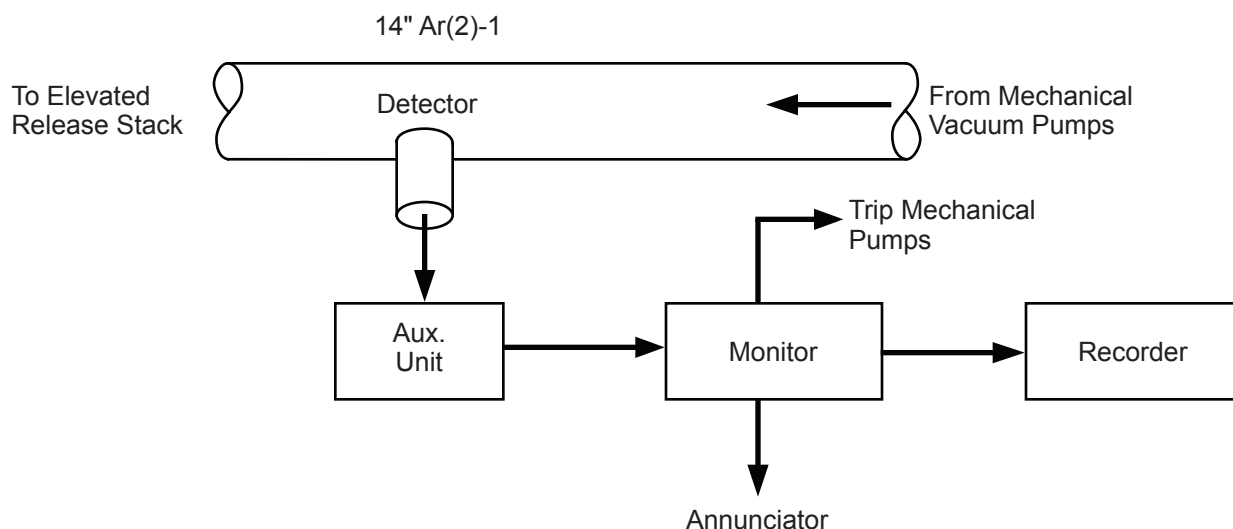 14" Ar(2)-1
To Elevated
Release Stack
Detector
From Mechanical
Vacuum Pumps
Trip Mechanical
Pumps
Aux.
Unit
Monitor
Recorder
Annunciator